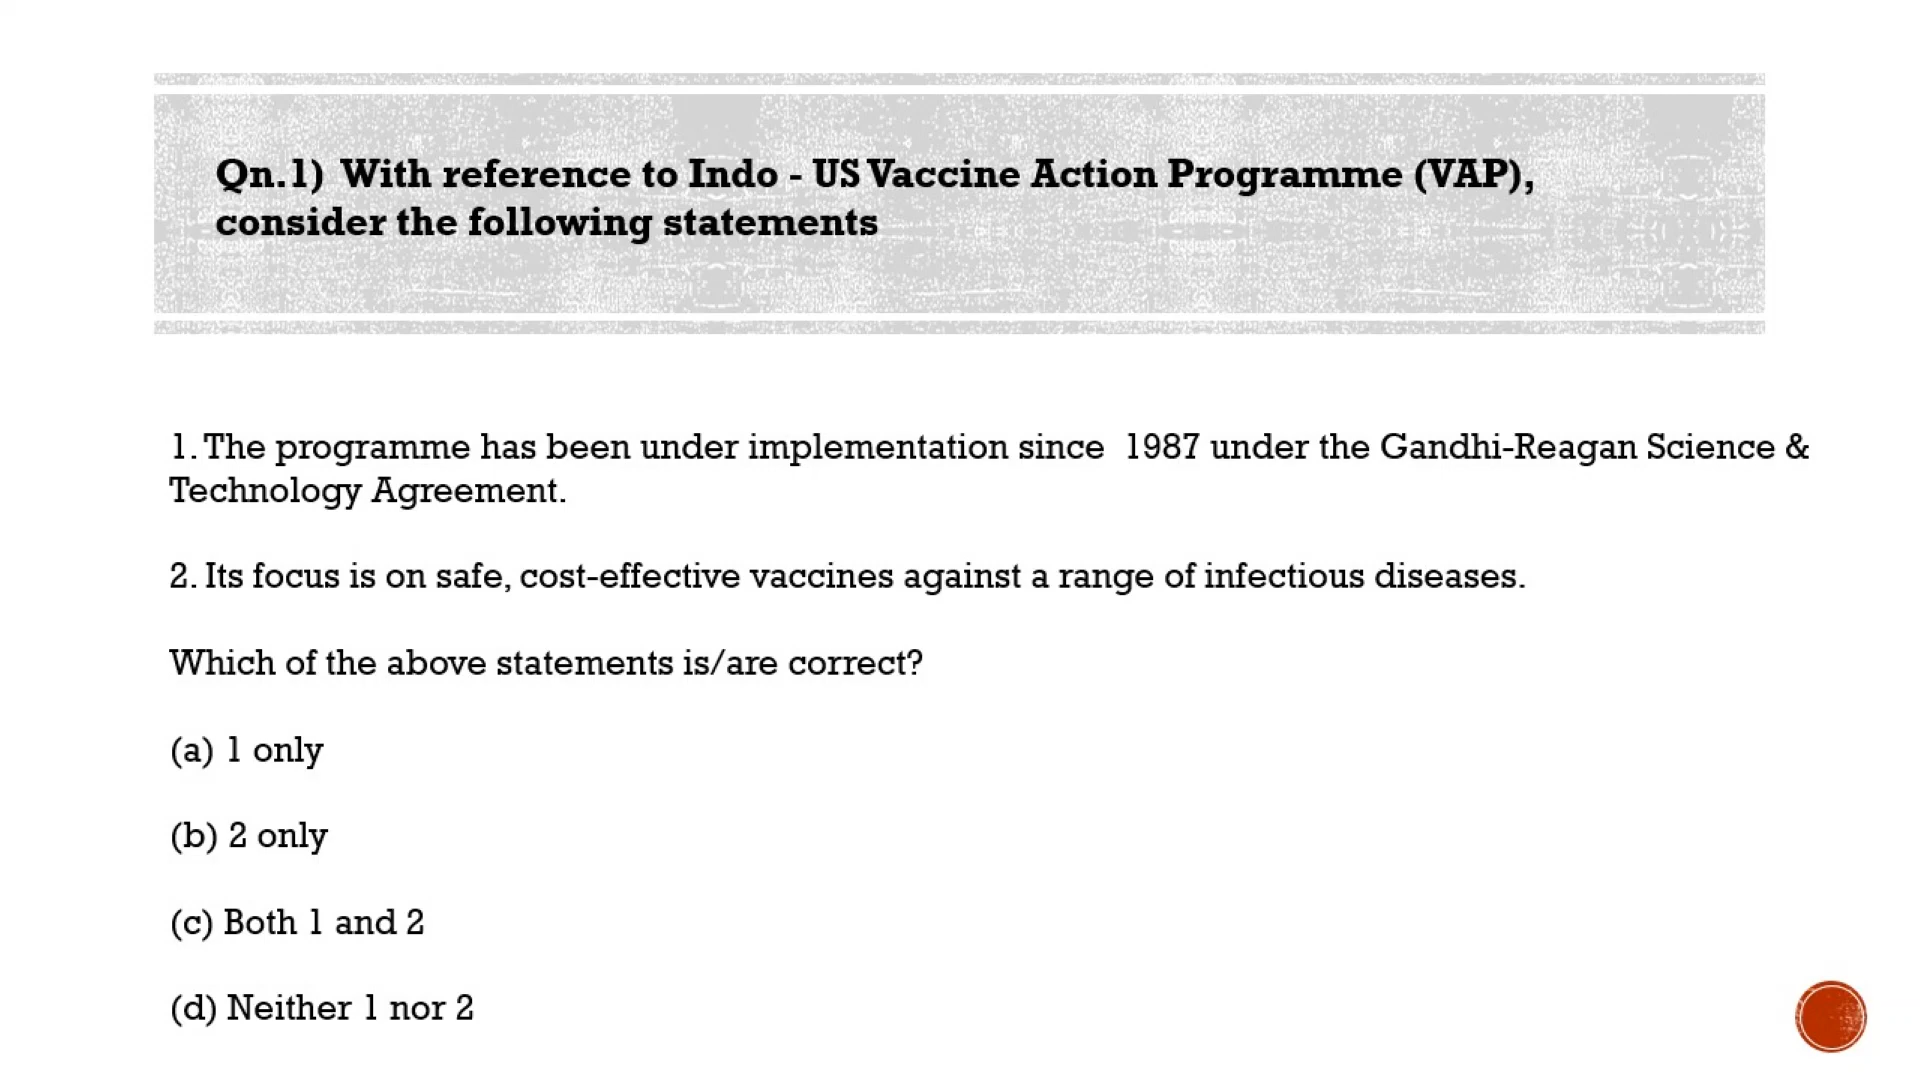 Qn.1) With reference to Indo - US Vaccine Action Programme (VAP),
consider the following statements
1. The programme has been under implementation since 1987 under the Gandhi-Reagan Science &
Technology Agreement.
2. Its focus is on safe, cost-effective vaccines against a range of infectious diseases.
Which of the above statements is/are correct?
(a) 1 only
(b) 2 only
(c) Both 1 and 2
(d) Neither 1 nor 2